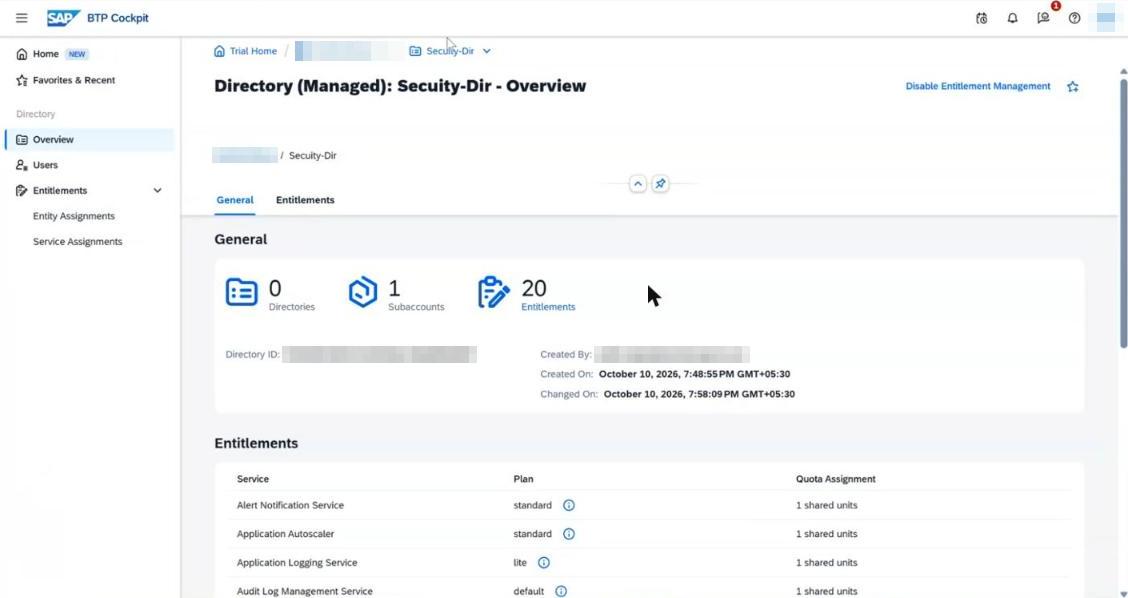 SAP BTP Cockpit
1
Home NEW
Favorites & Recent
Directory
Overview
Users
Entitlements
Entity Assignments
Service Assignments
Trial Home / Secuity-Dir
Directory (Managed): Secuity-Dir - Overview
Disable Entitlement Management
/ Secuity-Dir
General Entitlements
General
0 Directories
1 Subaccounts
20 Entitlements
Directory ID:
Created By:
Created On: October 10, 2026, 7:48:55 PM GMT+05:30
Changed On: October 10, 2026, 7:58:09 PM GMT+05:30
Entitlements
Service Plan Quota Assignment
Alert Notification Service standard 1 shared units
Application Autoscaler standard 1 shared units
Application Logging Service lite 1 shared units
Audit Log Management Service default 1 shared units